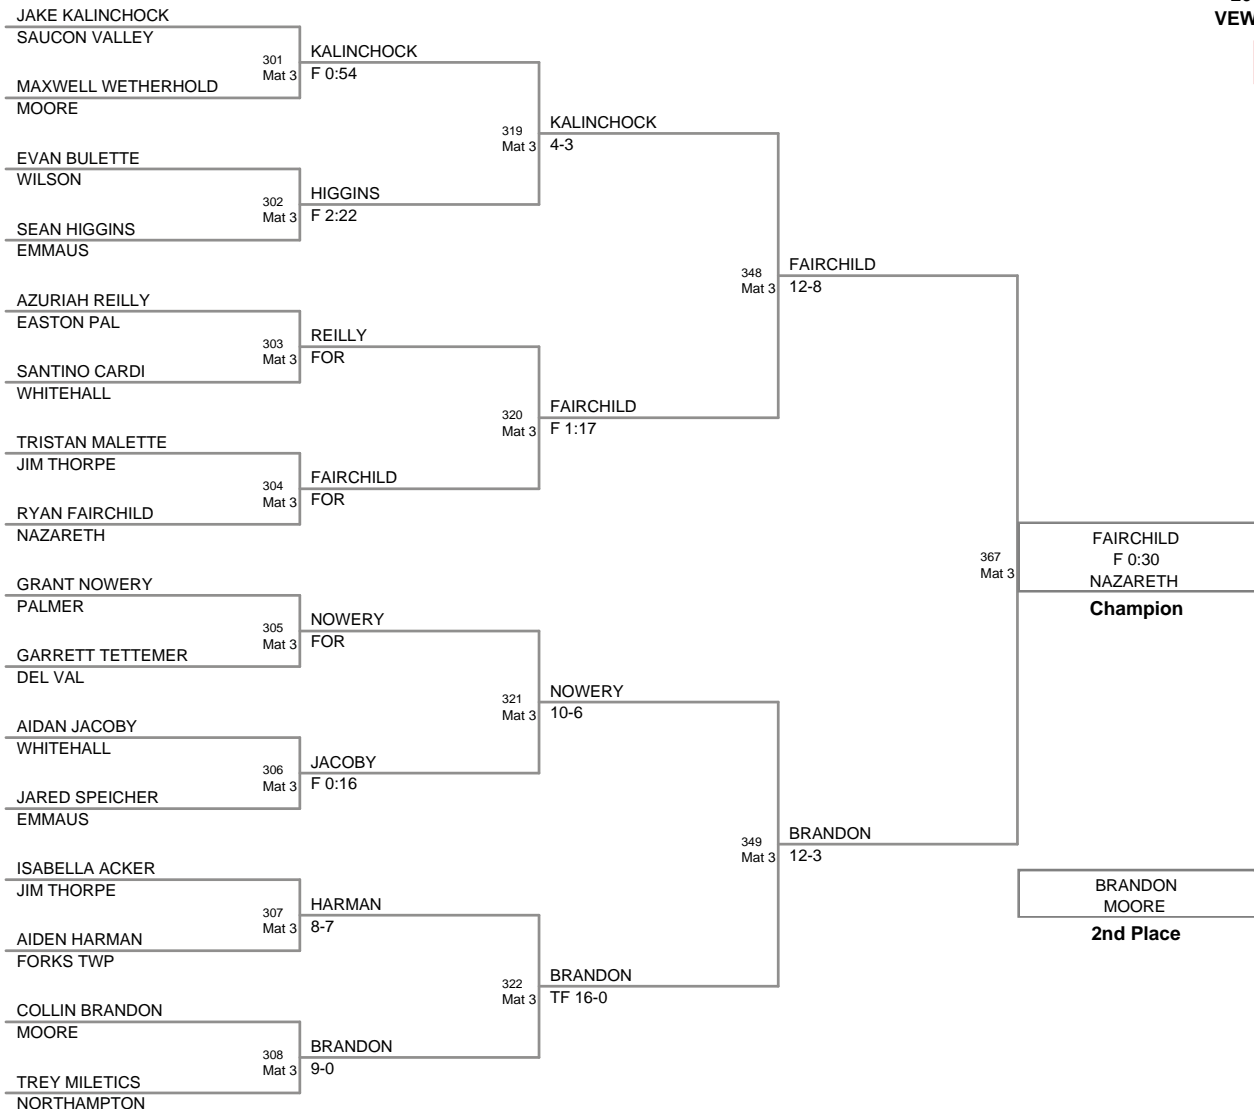 VEW
JAKE KALINCHOCK
SAUCON VALLEY
301
Mat 3
KALINCHOCK
F 0:54
MAXWELL WETHERHOLD
MOORE
319
Mat 3
KALINCHOCK
4-3
EVAN BULETTE
WILSON
302
Mat 3
HIGGINS
F 2:22
SEAN HIGGINS
EMMAUS
348
Mat 3
FAIRCHILD
12-8
AZURIAH REILLY
EASTON PAL
303
Mat 3
REILLY
FOR
SANTINO CARDI
WHITEHALL
320
Mat 3
FAIRCHILD
F 1:17
TRISTAN MALETTE
JIM THORPE
304
Mat 3
FAIRCHILD
FOR
RYAN FAIRCHILD
NAZARETH
367
Mat 3
FAIRCHILD
F 0:30
NAZARETH
Champion
GRANT NOWERY
PALMER
305
Mat 3
NOWERY
FOR
GARRETT TETTEMER
DEL VAL
321
Mat 3
NOWERY
10-6
AIDAN JACOBY
WHITEHALL
306
Mat 3
JACOBY
F 0:16
JARED SPEICHER
EMMAUS
349
Mat 3
BRANDON
12-3
ISABELLA ACKER
JIM THORPE
307
Mat 3
HARMAN
8-7
AIDEN HARMAN
FORKS TWP
BRANDON
MOORE
2nd Place
322
Mat 3
BRANDON
TF 16-0
COLLIN BRANDON
MOORE
308
Mat 3
BRANDON
9-0
TREY MILETICS
NORTHAMPTON